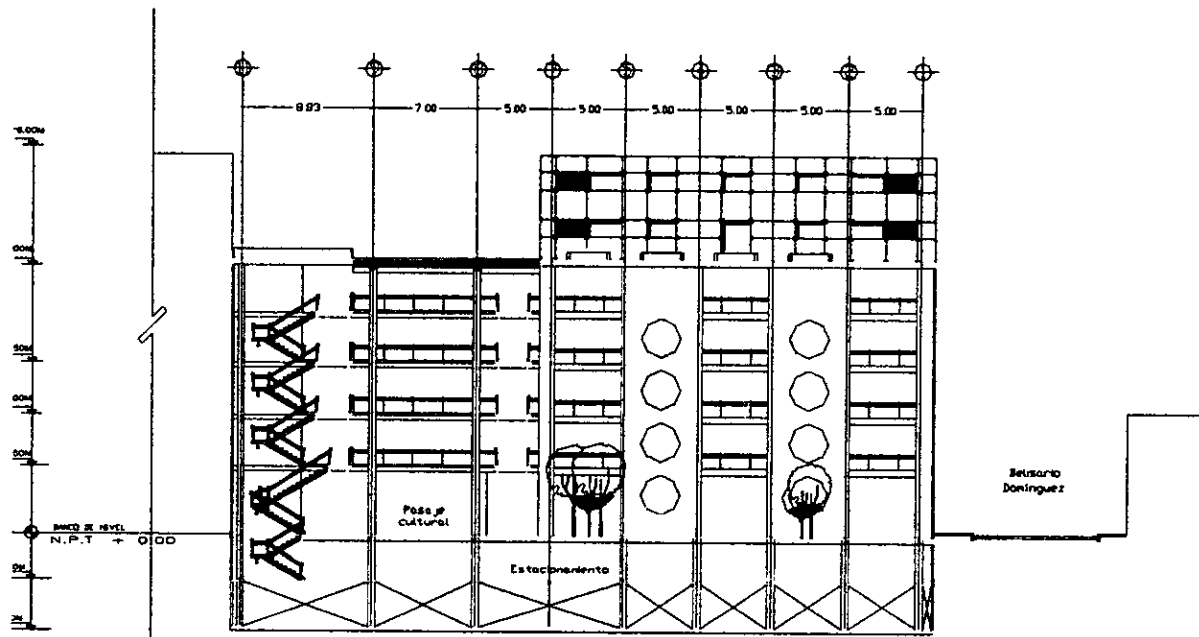 8.83 7.00 5.00 5.00 5.00 5.00 5.00 5.00
Pasaje
cultural
Belisario
Dominguez
BANCO DE NIVEL
N.P.T + 0.00
Estacionamiento